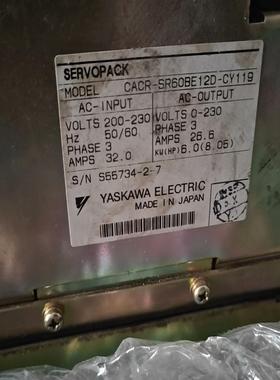 SERVOPACK
MODEL CACR-SR60BE12D-CY119
AC-INPUT AC-OUTPUT
VOLTS 200-230 VOLTS 0-230
Hz 50/60 PHASE 3
PHASE 3 AMPS 26.6
AMPS 32.0 KW(HP) 6.0(8.05)
S/N S55734-2-7
YASKAWA ELECTRIC
MADE IN JAPAN